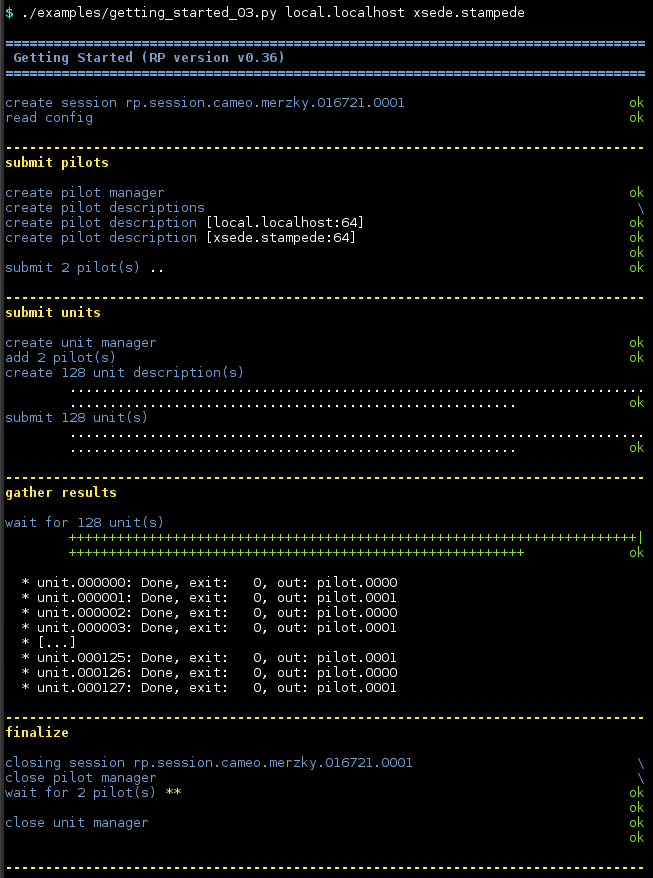 $ ./examples/getting_started_03.py local.localhost xsede.stampede
================================================================================
Getting Started (RP version v0.36)
================================================================================
create session rp.session.cameo.merzky.016721.0001 ok
read config ok
--------------------------------------------------------------------------------
submit pilots
create pilot manager ok
create pilot descriptions \
create pilot description [local.localhost:64] ok
create pilot description [xsede.stampede:64] ok
ok
submit 2 pilot(s) .. ok
--------------------------------------------------------------------------------
submit units
create unit manager ok
add 2 pilot(s) ok
create 128 unit description(s)
........................................................................
........................................................ ok
submit 128 unit(s)
........................................................................
........................................................ ok
--------------------------------------------------------------------------------
gather results
wait for 128 unit(s)
+++++++++++++++++++++++++++++++++++++++++++++++++++++++++++++++++++++++|
+++++++++++++++++++++++++++++++++++++++++++++++++++++++++ ok
* unit.000000: Done, exit:   0, out: pilot.0000
* unit.000001: Done, exit:   0, out: pilot.0001
* unit.000002: Done, exit:   0, out: pilot.0000
* unit.000003: Done, exit:   0, out: pilot.0001
* [...]
* unit.000125: Done, exit:   0, out: pilot.0001
* unit.000126: Done, exit:   0, out: pilot.0000
* unit.000127: Done, exit:   0, out: pilot.0001
--------------------------------------------------------------------------------
finalize
closing session rp.session.cameo.merzky.016721.0001 \
close pilot manager \
wait for 2 pilot(s) ** ok
ok
close unit manager ok
ok
--------------------------------------------------------------------------------